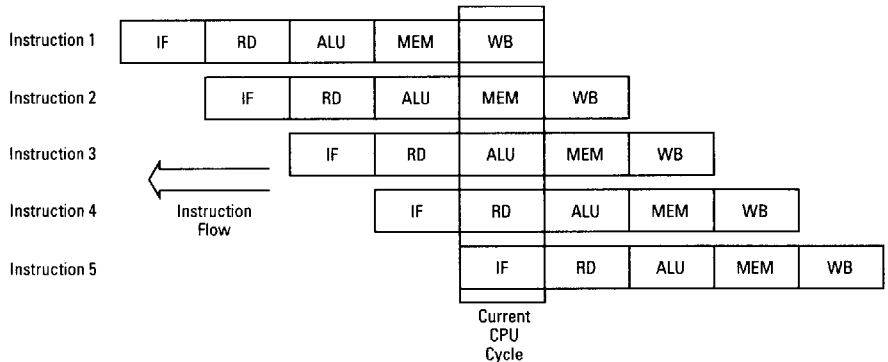 Instruction 1 IF RD ALU MEM WB
Instruction 2 IF RD ALU MEM WB
Instruction 3 IF RD ALU MEM WB
Instruction 4 IF RD ALU MEM WB
Instruction
Flow
Instruction 5 IF RD ALU MEM WB
Current
CPU
Cycle